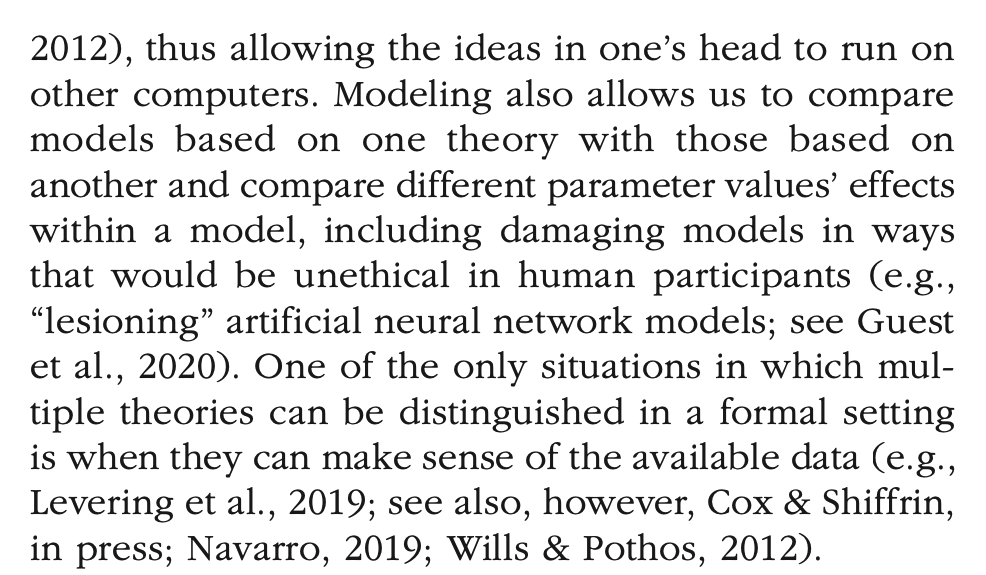 2012), thus allowing the ideas in one’s head to run on
other computers. Modeling also allows us to compare
models based on one theory with those based on
another and compare different parameter values’ effects
within a model, including damaging models in ways
that would be unethical in human participants (e.g.,
“lesioning” artificial neural network models; see Guest
et al., 2020). One of the only situations in which mul-
tiple theories can be distinguished in a formal setting
is when they can make sense of the available data (e.g.,
Levering et al., 2019; see also, however, Cox & Shiffrin,
in press; Navarro, 2019; Wills & Pothos, 2012).